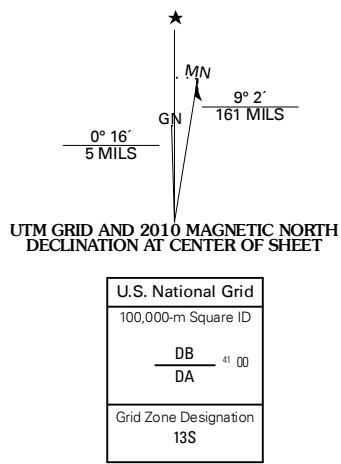 ★
MN
GN
9° 2´
161 MILS
0° 16´
5 MILS
UTM GRID AND 2010 MAGNETIC NORTH
DECLINATION AT CENTER OF SHEET
U.S. National Grid
100,000-m Square ID
DB
41 00
DA
Grid Zone Designation
13S